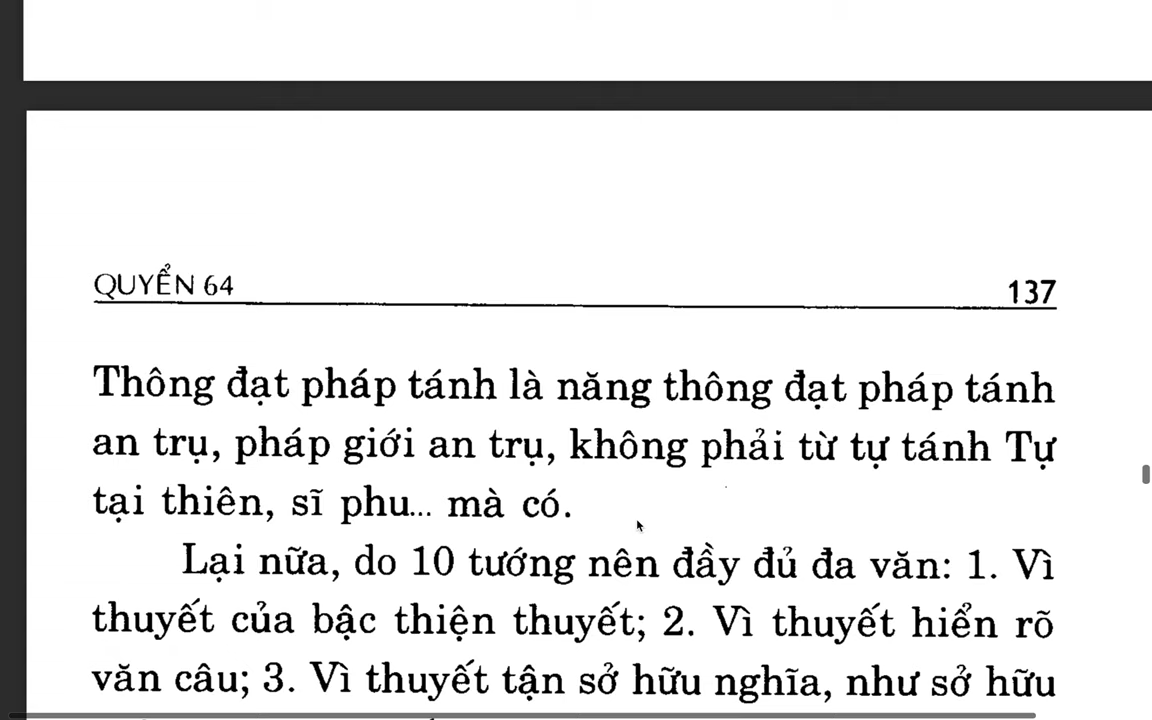 QUYỂN 64
137
Thông đạt pháp tánh là năng thông đạt pháp tánh
an trụ, pháp giới an trụ, không phải từ tự tánh Tự
tại thiên, sĩ phu... mà có.
Lại nữa, do 10 tướng nên đầy đủ đa văn: 1. Vì
thuyết của bậc thiện thuyết; 2. Vì thuyết hiển rõ
văn câu; 3. Vì thuyết tận sở hữu nghĩa, như sở hữu